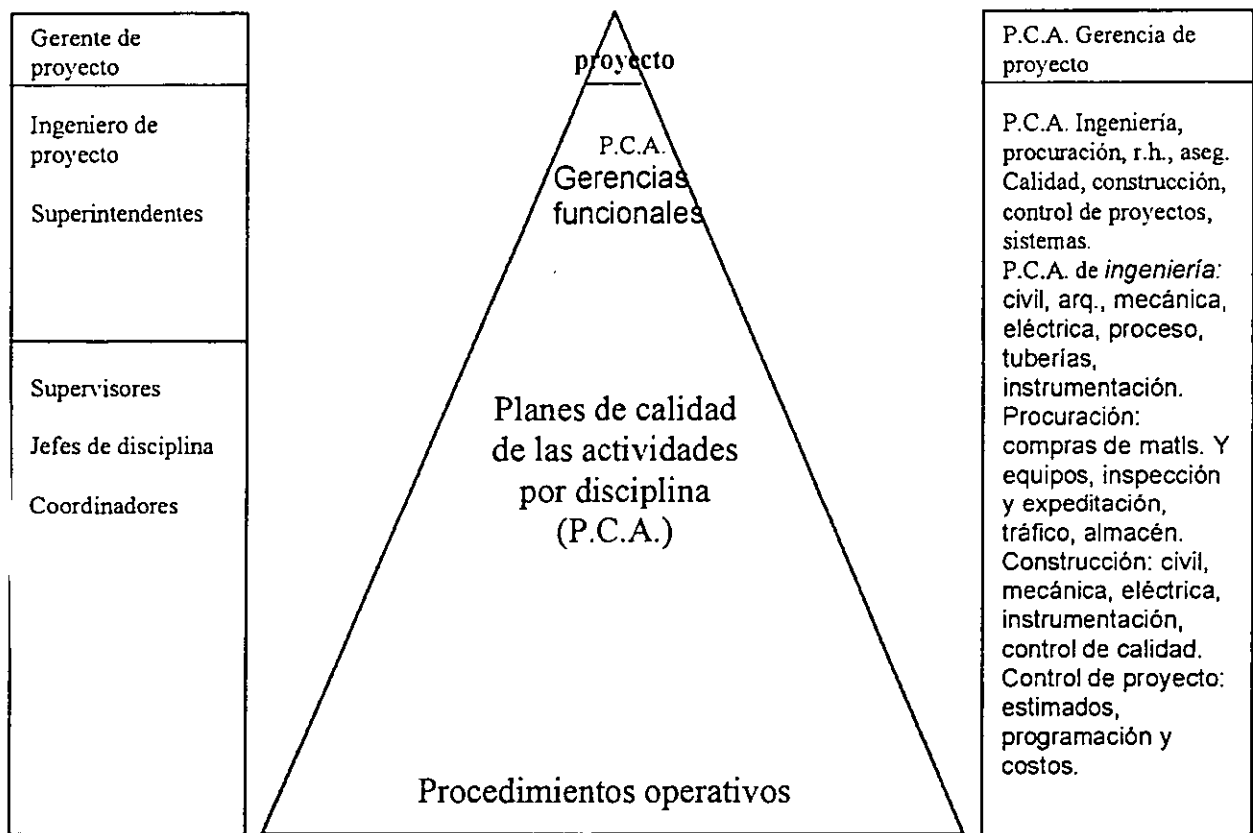 Gerente de
proyecto
Ingeniero de
proyecto
Superintendentes
Supervisores
Jefes de disciplina
Coordinadores
proyecto
P.C.A.
Gerencias
funcionales
Planes de calidad
de las actividades
por disciplina
(P.C.A.)
Procedimientos operativos
P.C.A. Gerencia de
proyecto
P.C.A. Ingeniería,
procuración, r.h., aseg.
Calidad, construcción,
control de proyectos,
sistemas.
P.C.A. de ingeniería:
civil, arq., mecánica,
eléctrica, proceso,
tuberías,
instrumentación.
Procuración:
compras de matls. Y
equipos, inspección
y expeditación,
tráfico, almacén.
Construcción: civil,
mecánica, eléctrica,
instrumentación,
control de calidad.
Control de proyecto:
estimados,
programación y
costos.